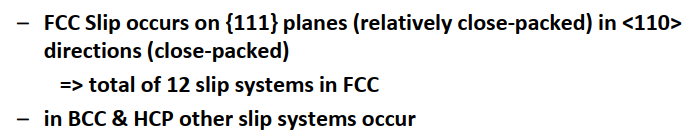 – FCC Slip occurs on {111} planes (relatively close-packed) in <110>
directions (close-packed)
=> total of 12 slip systems in FCC
– in BCC & HCP other slip systems occur